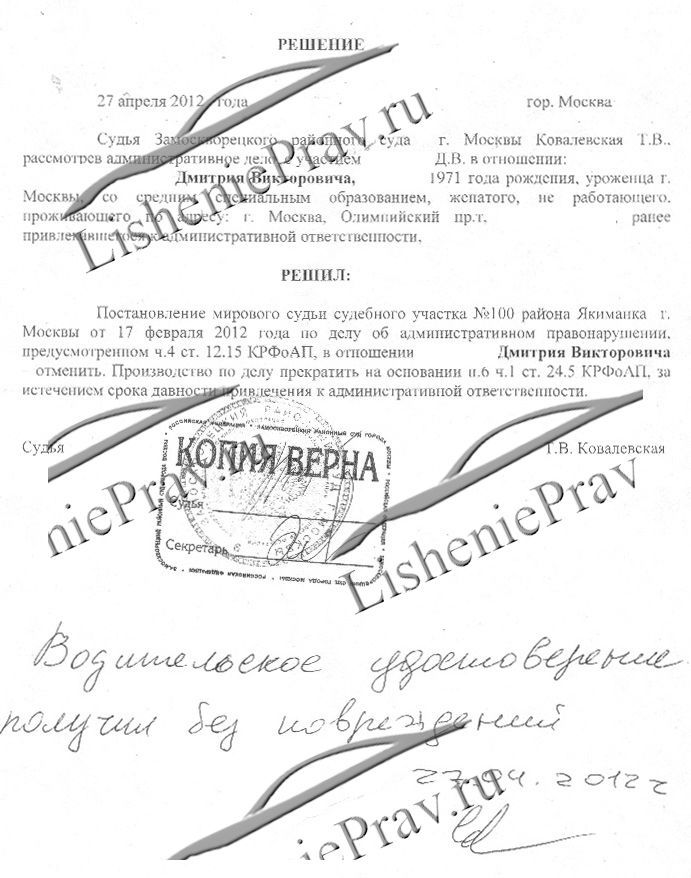 РЕШЕНИЕ
27 апреля 2012 года гор. Москва
Судья Замоскворецкого районного суда г. Москвы Ковалевская Т.В.,
рассмотрев административное дело с участием Д.В. в отношении:
Дмитрия Викторовича, 1971 года рождения, уроженца г.
Москвы, со средним специальным образованием, женатого, не работающего,
проживающего по адресу: г. Москва, Олимпийский пр.т, , ранее
привлекавшегося к административной ответственности,
РЕШИЛ:
Постановление мирового судьи судебного участка №100 района Якиманка г.
Москвы от 17 февраля 2012 года по делу об административном правонарушении,
предусмотренном ч.4 ст. 12.15 КРФоАП, в отношении Дмитрия Викторовича
– отменить. Производство по делу прекратить на основании п.6 ч.1 ст. 24.5 КРФоАП, за
истечением срока давности привлечения к административной ответственности.
Судья Т.В. Ковалевская
КОПИЯ ВЕРНА
Судья
Секретарь
Водительское удостоверение
получил без повреждений
27.04.2012г
LisheniePrav.ru
LisheniePrav.ru
niePrav.ru
LisheniePrav
niePrav.ru